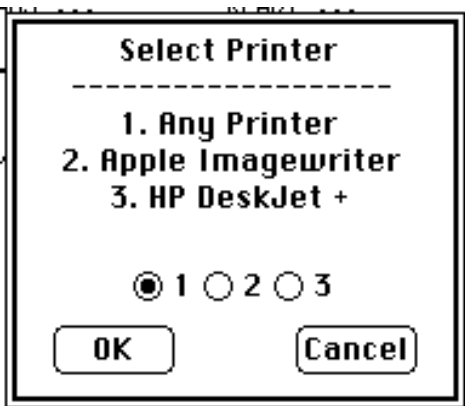 Select Printer
-------------------
1. Any Printer
2. Apple Imagewriter
3. HP DeskJet +
1 2 3
OK Cancel